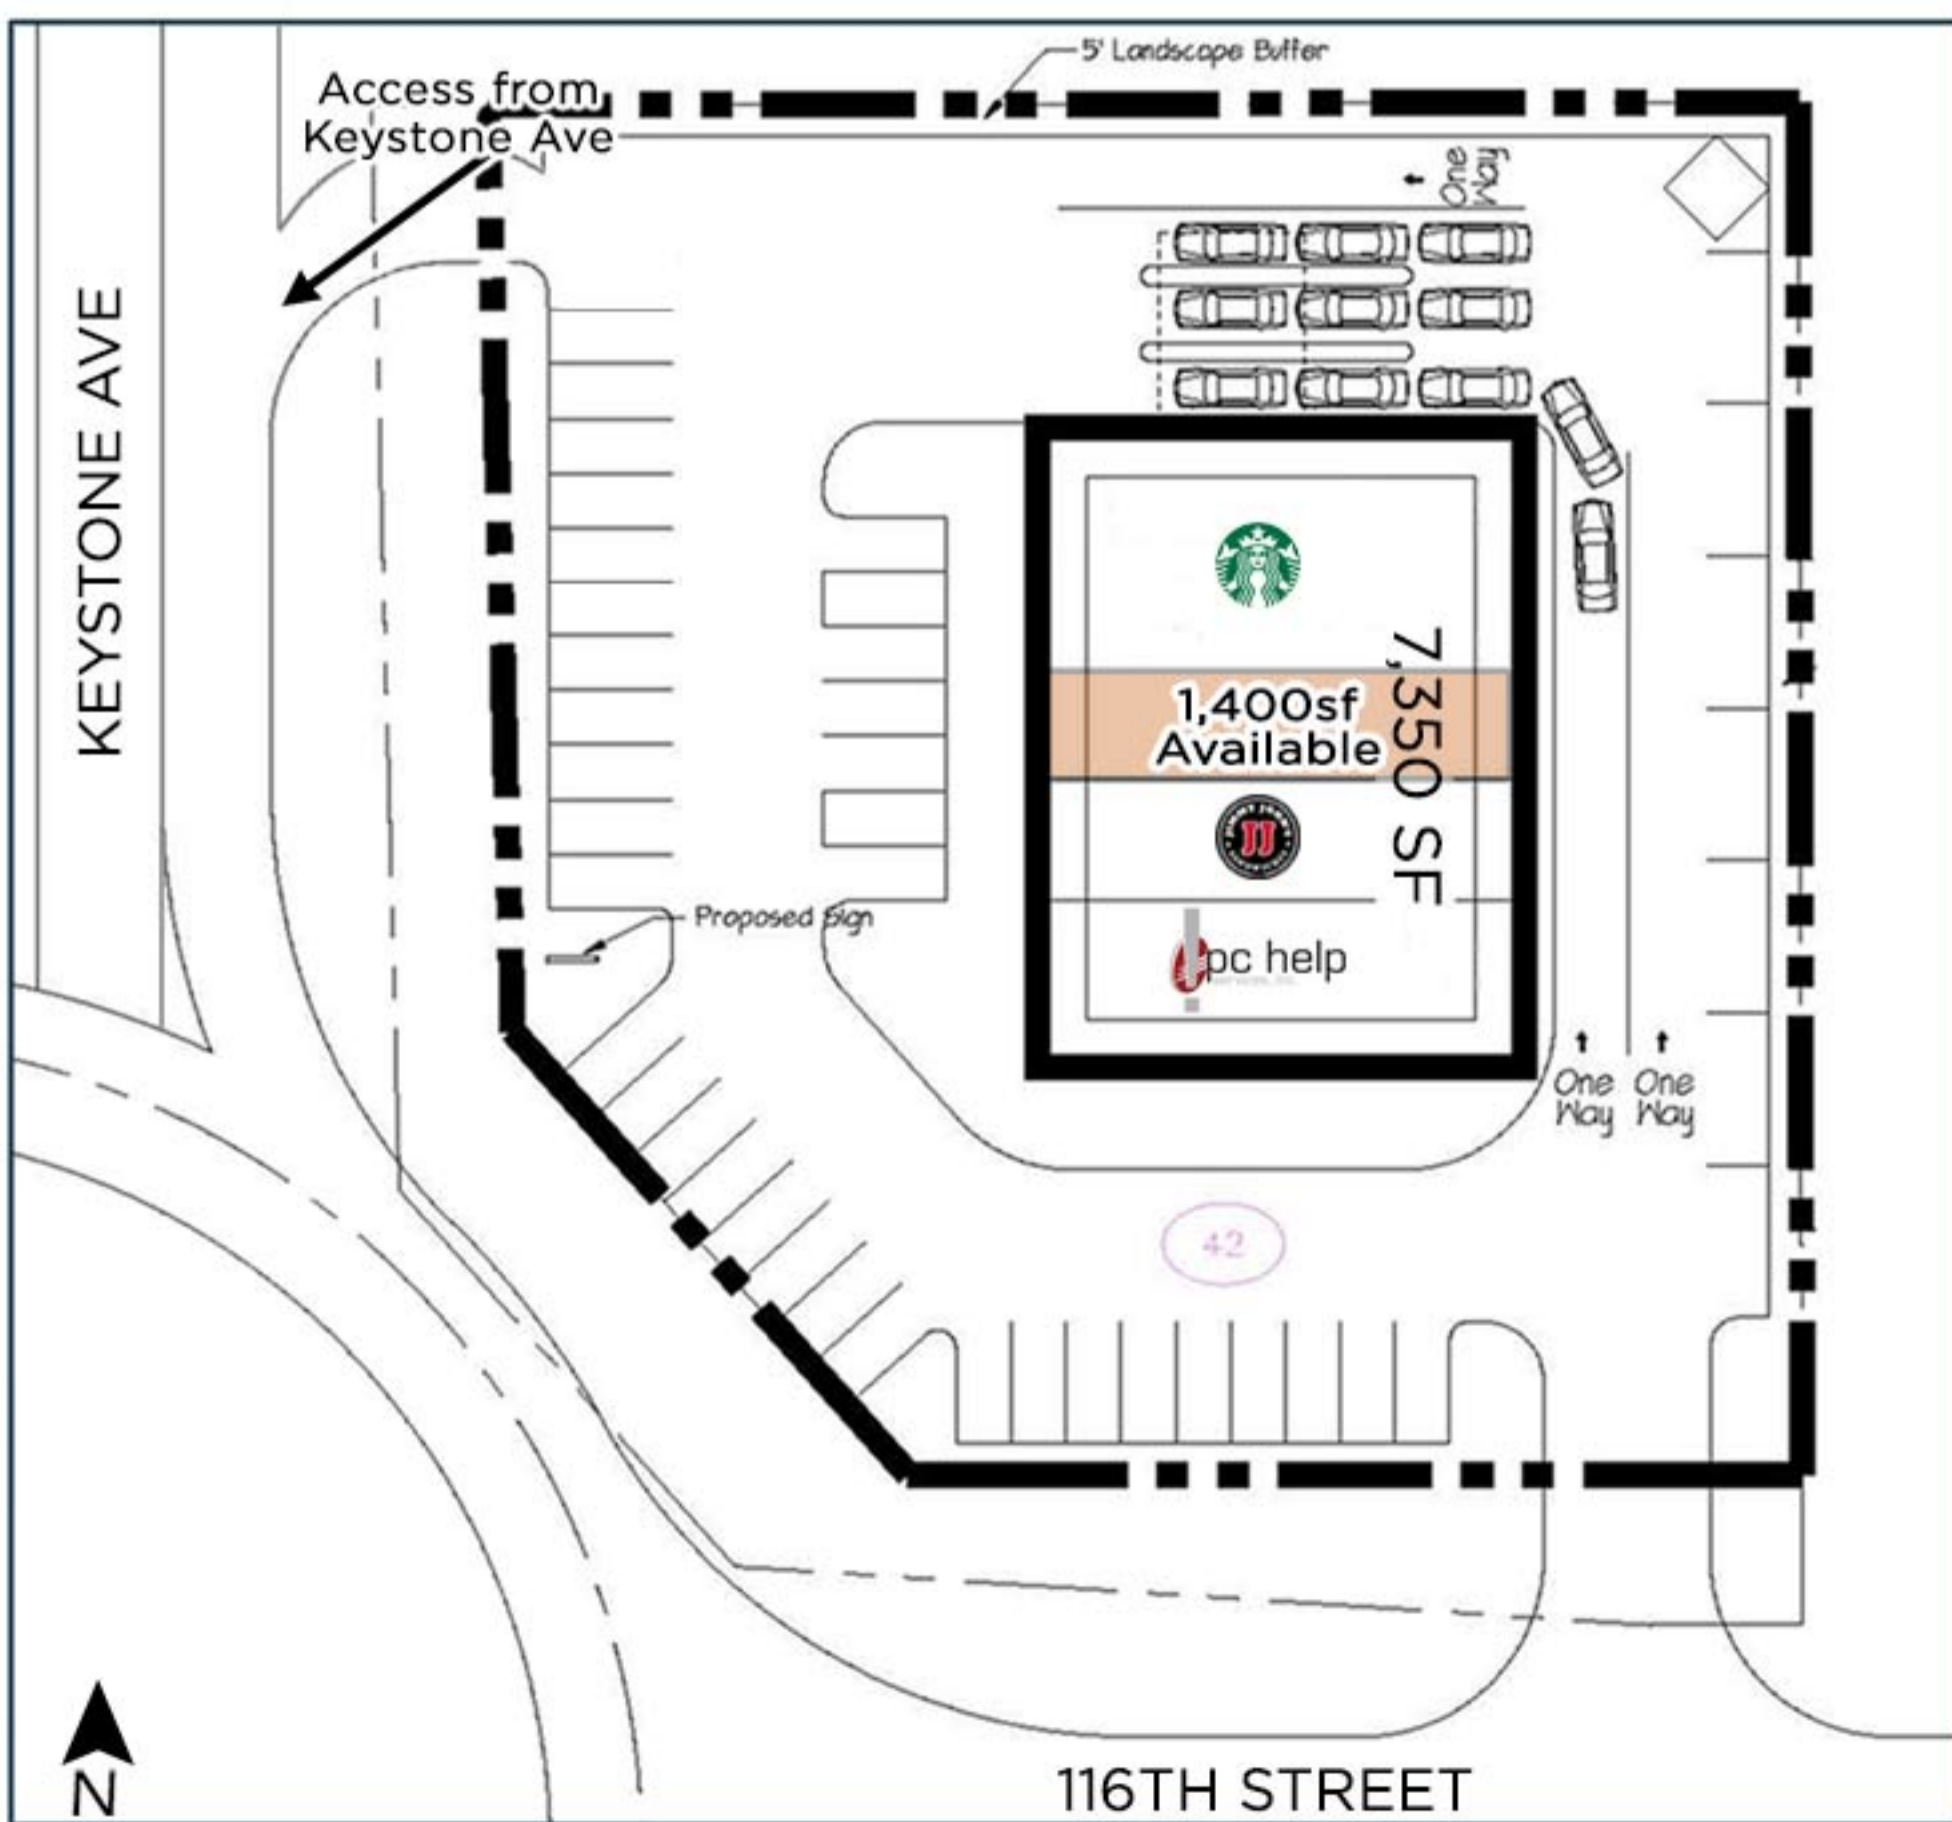 5' Landscape Buffer
Access from
Keystone Ave
One
Way
KEYSTONE AVE
1,400sf
Available
7,350 SF
JJ
Proposed Sign
pc help
One
Way
One
Way
42
N
116TH STREET